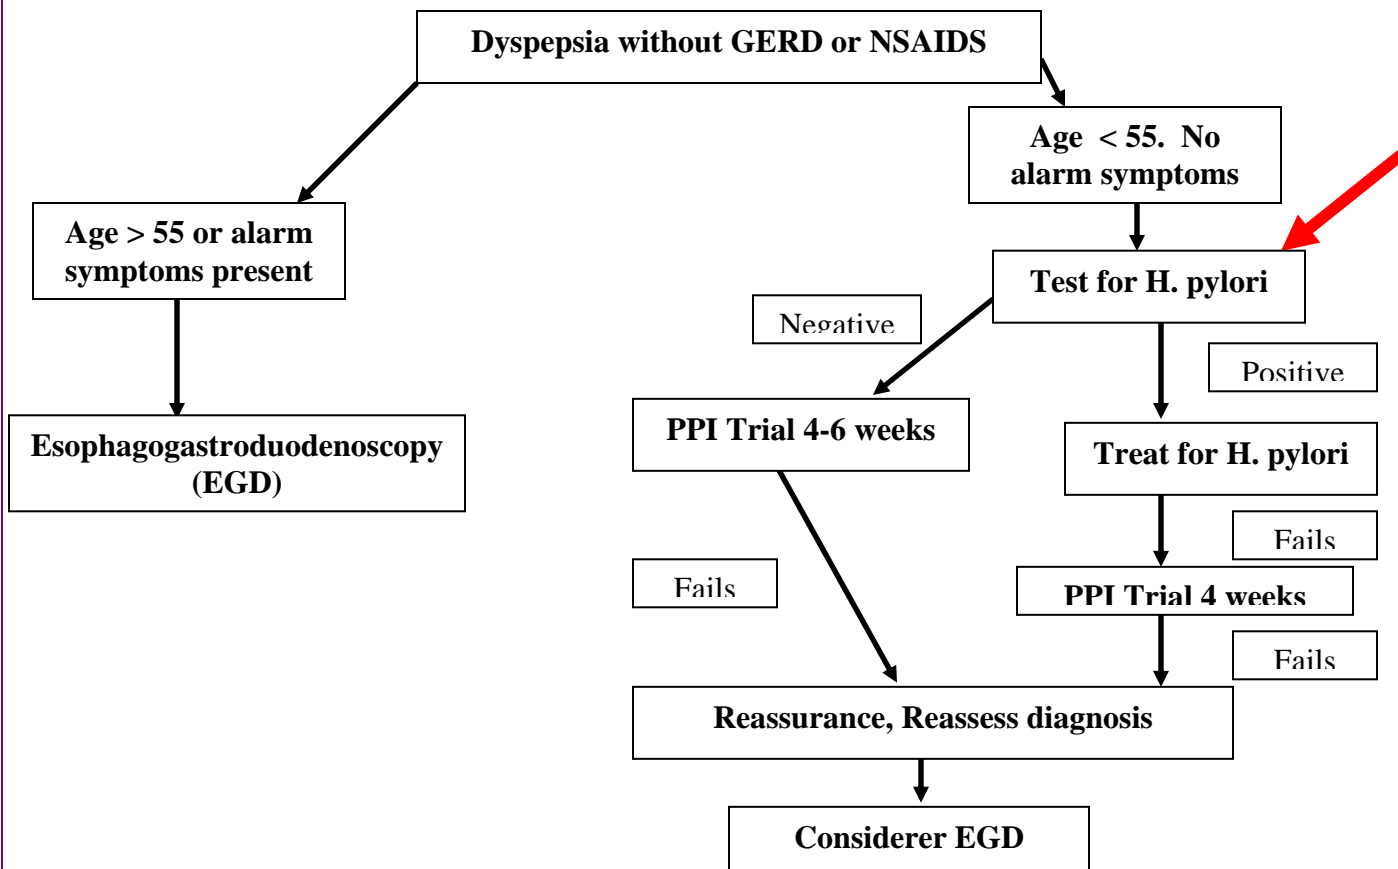 Dyspepsia without GERD or NSAIDS
Age < 55. No
alarm symptoms
Age > 55 or alarm
symptoms present
Test for H. pylori
Negative
Positive
PPI Trial 4-6 weeks
Treat for H. pylori
Esophagogastroduodenoscopy
(EGD)
Fails
Fails
PPI Trial 4 weeks
Fails
Reassurance, Reassess diagnosis
Considerer EGD